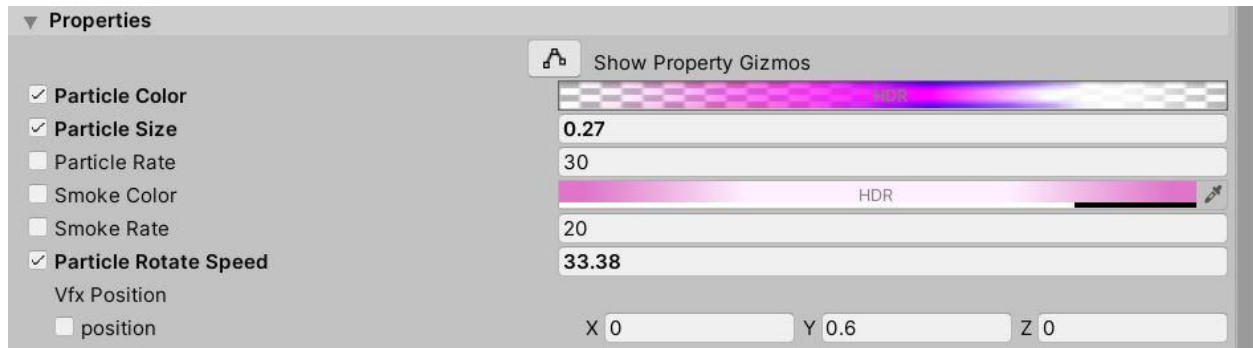 Properties
Show Property Gizmos
Particle Color HDR
Particle Size 0.27
Particle Rate 30
Smoke Color HDR
Smoke Rate 20
Particle Rotate Speed 33.38
Vfx Position
position X 0 Y 0.6 Z 0